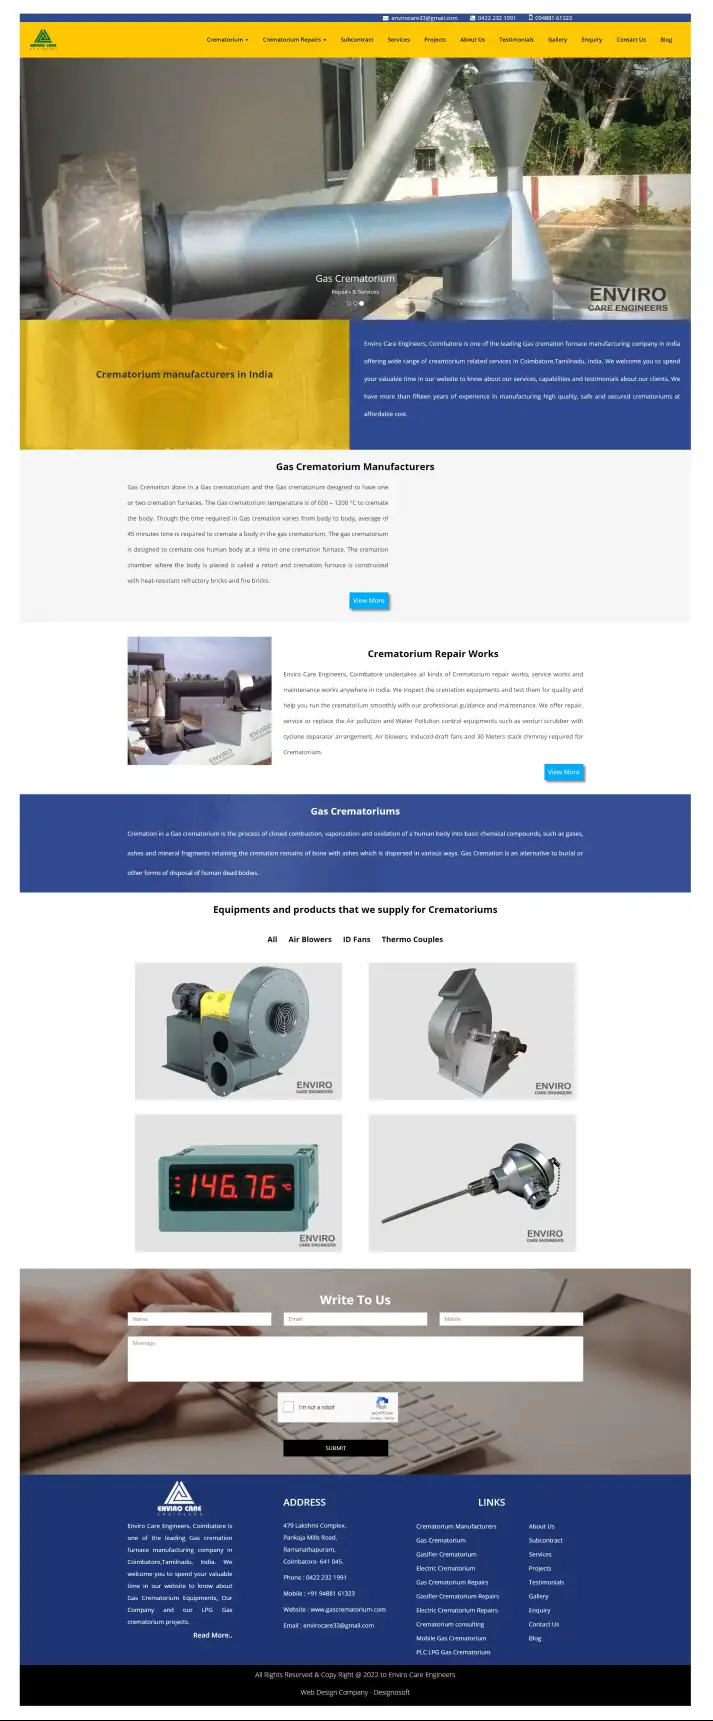 envirocare33@gmail.com 0422 232 1991 094881 61323
ENVIRO CARE
ENGINEERS
Crematorium Crematorium Repairs Subcontract Services Projects About Us Testimonials Gallery Enquiry Contact Us Blog
Gas Crematorium
Repairs & Services
ENVIRO
CARE ENGINEERS
Crematorium manufacturers in India
Enviro Care Engineers, Coimbatore is one of the leading Gas cremation furnace manufacturing company in India
offering wide range of creamtorium related services in Coimbatore,Tamilnadu, India. We welcome you to spend
your valuable time in our website to know about our services, capabilities and testimonials about our clients. We
have more than fifteen years of experience in manufacturing high quality, safe and secured crematoriums at
affordable cost.
Gas Crematorium Manufacturers
Gas Cremation done in a Gas crematorium and the Gas crematorium designed to have one
or two cremation furnaces. The Gas crematorium temperature is of 600 – 1200 °C to cremate
the body. Though the time required in Gas cremation varies from body to body, average of
45 minutes time is required to cremate a body in the gas crematorium. The gas crematorium
is designed to cremate one human body at a time in one cremation furnace. The cremation
chamber where the body is placed is called a retort and cremation furnace is constructed
with heat-resistant refractory bricks and fire bricks.
View More
Crematorium Repair Works
Enviro Care Engineers, Coimbatore undertakes all kinds of Crematorium repair works, service works and
maintenance works anywhere in India. We inspect the cremation equipments and test them for quality and
help you run the crematorium smoothly with our professional guidance and maintenance. We offer repair,
service or replace the Air pollution and Water Pollution control equipments such as venturi scrubber with
cyclone separator arrangement, Air blowers, Induced-draft fans and 30 Meters stack chimney required for
Crematorium.
ENVIRO
CARE ENGINEERS
View More
Gas Crematoriums
Cremation in a Gas crematorium is the process of closed combustion, vaporization and oxidation of a human body into basic chemical compounds, such as gases,
ashes and mineral fragments retaining the cremation remains of bone with ashes which is dispersed in various ways. Gas Cremation is an alternative to burial or
other forms of disposal of human dead bodies.
Equipments and products that we supply for Crematoriums
All Air Blowers ID Fans Thermo Couples
ENVIRO
CARE ENGINEERS
ENVIRO
CARE ENGINEERS
146.76 °C
ENVIRO
CARE ENGINEERS
ENVIRO
CARE ENGINEERS
Write To Us
Name Email Mobile
Message
I'm not a robot
reCAPTCHA
Privacy - Terms
SUBMIT
ENVIRO CARE
ENGINEERS
Enviro Care Engineers, Coimbatore is
one of the leading Gas cremation
furnace manufacturing company in
Coimbatore,Tamilnadu, India. We
welcome you to spend your valuable
time in our website to know about
Gas Crematorium Equipments, Our
Company and our LPG Gas
crematorium projects.
Read More..
ADDRESS
479 Lakshmi Complex,
Pankaja Mills Road,
Ramanathapuram,
Coimbatore- 641 045.
Phone : 0422 232 1991
Mobile : +91 94881 61323
Website : www.gascrematorium.com
Email : envirocare33@gmail.com
LINKS
Crematorium Manufacturers
Gas Crematorium
Gasifier Crematorium
Electric Crematorium
Gas Crematorium Repairs
Gasifier Crematorium Repairs
Electric Crematorium Repairs
Crematorium consulting
Mobile Gas Crematorium
PLC LPG Gas Crematorium
About Us
Subcontract
Services
Projects
Testimonials
Gallery
Enquiry
Contact Us
Blog
All Rights Reserved & Copy Right @ 2022 to Enviro Care Engineers
Web Design Company - Designosoft